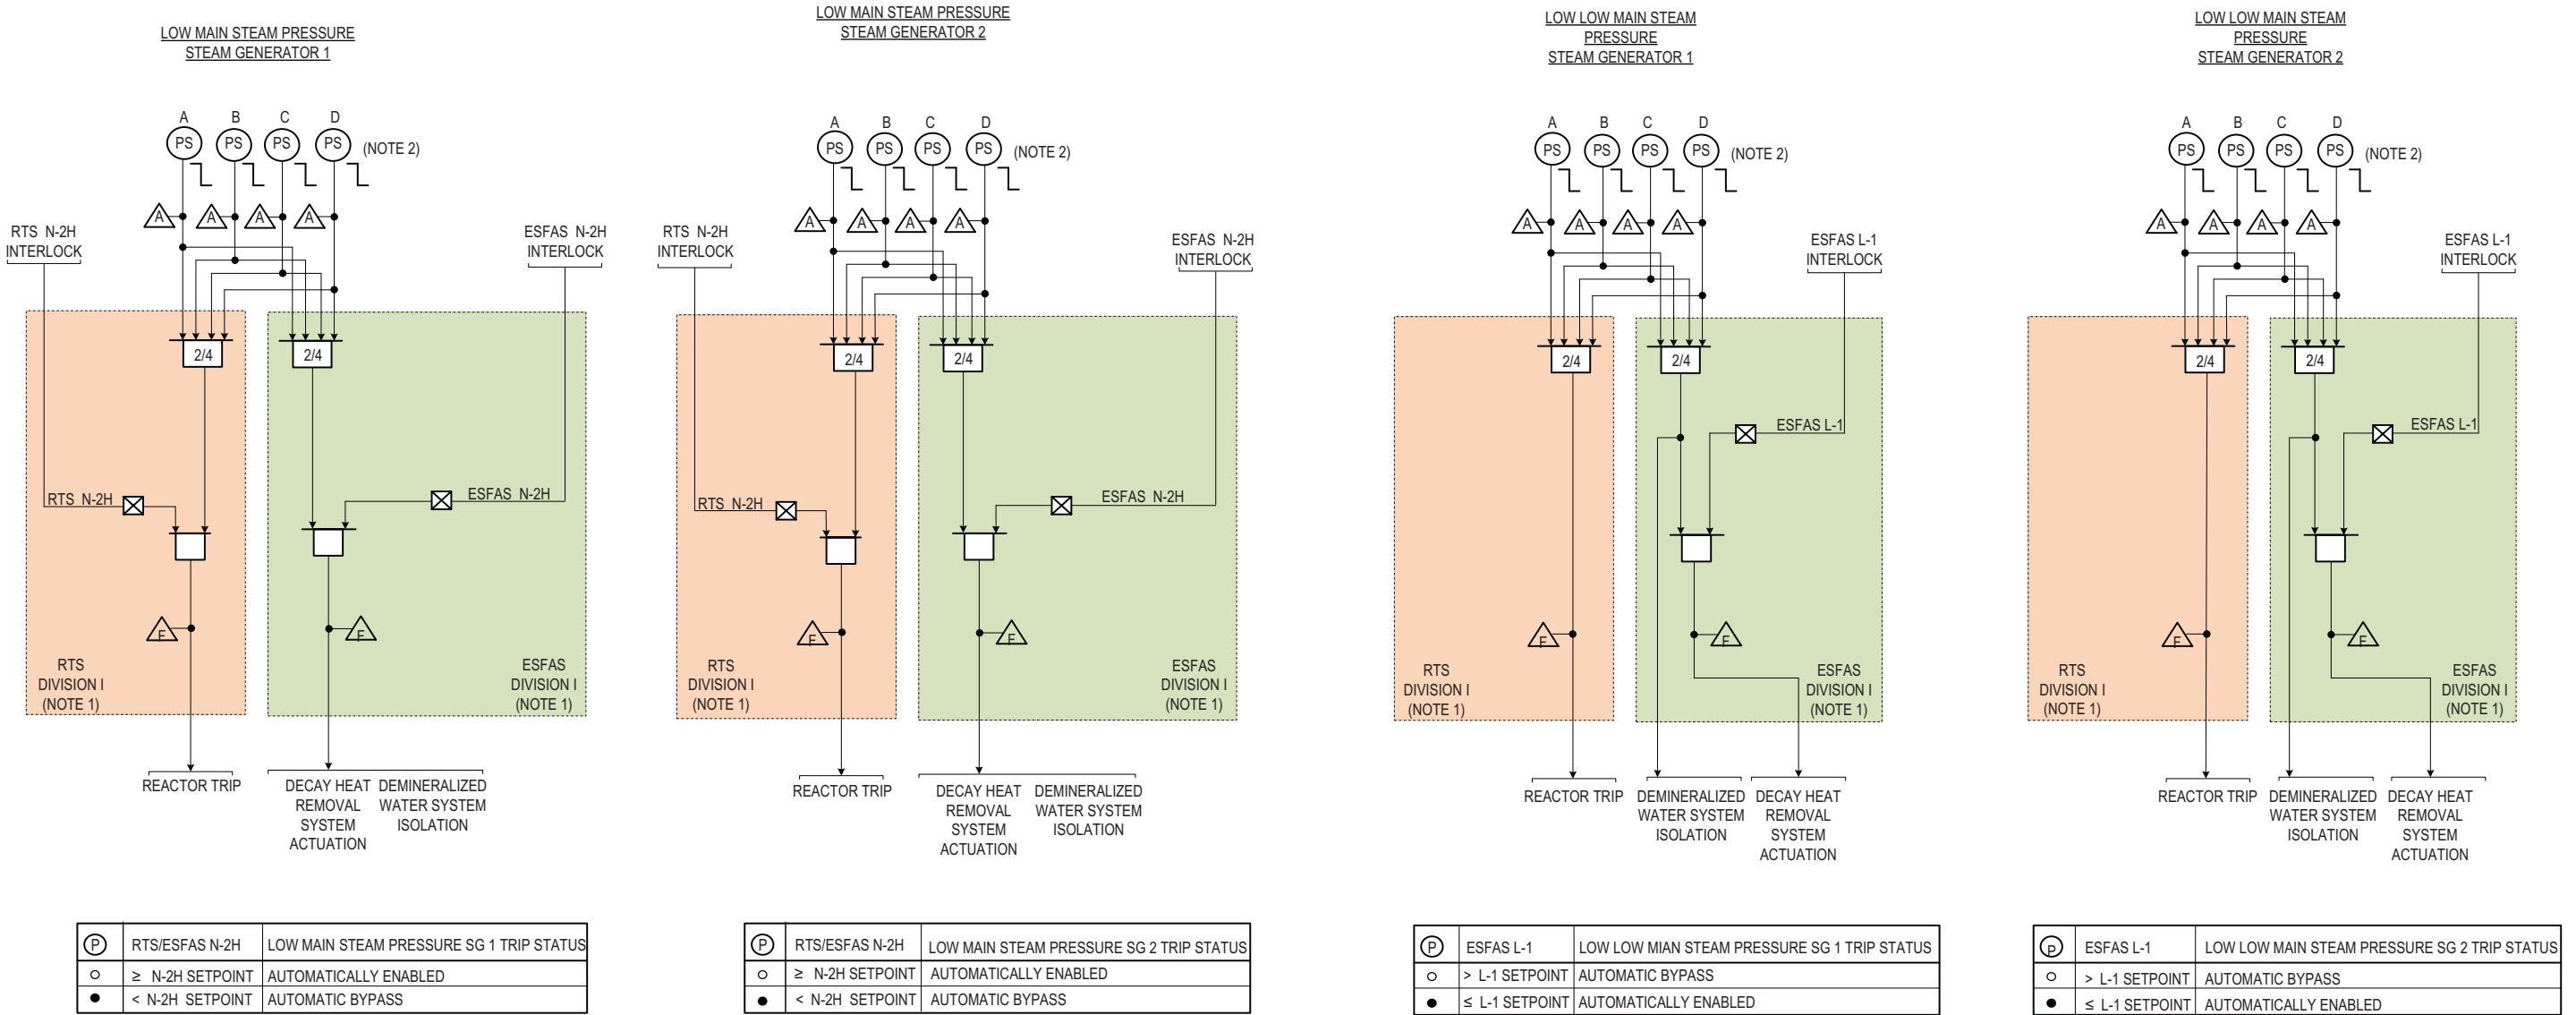 LOW MAIN STEAM PRESSURE
STEAM GENERATOR 1
A B C D
PS PS PS PS
(NOTE 2)
A A A A
RTS N-2H
INTERLOCK
ESFAS N-2H
INTERLOCK
2/4 2/4
RTS N-2H
ESFAS N-2H
F F
RTS
DIVISION I
(NOTE 1)
ESFAS
DIVISION I
(NOTE 1)
REACTOR TRIP
DECAY HEAT
REMOVAL
SYSTEM
ACTUATION
DEMINERALIZED
WATER SYSTEM
ISOLATION
P RTS/ESFAS N-2H LOW MAIN STEAM PRESSURE SG 1 TRIP STATUS
≥ N-2H SETPOINT AUTOMATICALLY ENABLED
< N-2H SETPOINT AUTOMATIC BYPASS
LOW MAIN STEAM PRESSURE
STEAM GENERATOR 2
A B C D
PS PS PS PS
(NOTE 2)
A A A A
RTS N-2H
INTERLOCK
ESFAS N-2H
INTERLOCK
2/4 2/4
RTS N-2H
ESFAS N-2H
F F
RTS
DIVISION I
(NOTE 1)
ESFAS
DIVISION I
(NOTE 1)
REACTOR TRIP
DECAY HEAT
REMOVAL
SYSTEM
ACTUATION
DEMINERALIZED
WATER SYSTEM
ISOLATION
P RTS/ESFAS N-2H LOW MAIN STEAM PRESSURE SG 2 TRIP STATUS
≥ N-2H SETPOINT AUTOMATICALLY ENABLED
< N-2H SETPOINT AUTOMATIC BYPASS
LOW LOW MAIN STEAM
PRESSURE
STEAM GENERATOR 1
A B C D
PS PS PS PS
(NOTE 2)
A A A A
ESFAS L-1
INTERLOCK
2/4 2/4
ESFAS L-1
F F
RTS
DIVISION I
(NOTE 1)
ESFAS
DIVISION I
(NOTE 1)
REACTOR TRIP
DEMINERALIZED
WATER SYSTEM
ISOLATION
DECAY HEAT
REMOVAL
SYSTEM
ACTUATION
P ESFAS L-1 LOW LOW MIAN STEAM PRESSURE SG 1 TRIP STATUS
> L-1 SETPOINT AUTOMATIC BYPASS
≤ L-1 SETPOINT AUTOMATICALLY ENABLED
LOW LOW MAIN STEAM
PRESSURE
STEAM GENERATOR 2
A B C D
PS PS PS PS
(NOTE 2)
A A A A
ESFAS L-1
INTERLOCK
2/4 2/4
ESFAS L-1
F F
RTS
DIVISION I
(NOTE 1)
ESFAS
DIVISION I
(NOTE 1)
REACTOR TRIP
DEMINERALIZED
WATER SYSTEM
ISOLATION
DECAY HEAT
REMOVAL
SYSTEM
ACTUATION
P ESFAS L-1 LOW LOW MAIN STEAM PRESSURE SG 2 TRIP STATUS
> L-1 SETPOINT AUTOMATIC BYPASS
≤ L-1 SETPOINT AUTOMATICALLY ENABLED